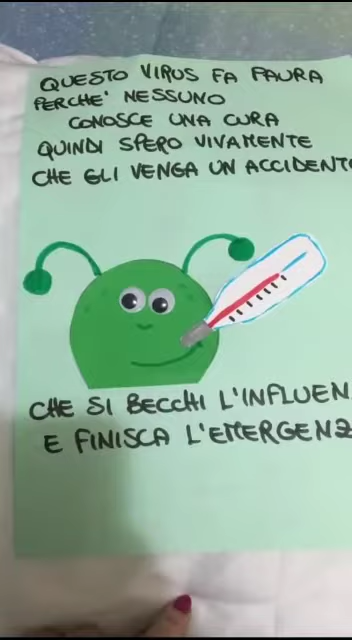 QUESTO VIRUS FA PAURA
PERCHE' NESSUNO
CONOSCE UNA CURA
QUINDI SPERO VIVAMENTE
CHE GLI VENGA UN ACCIDENT
CHE SI BECCHI L'INFLUEN
E FINISCA L'EMERGENZ